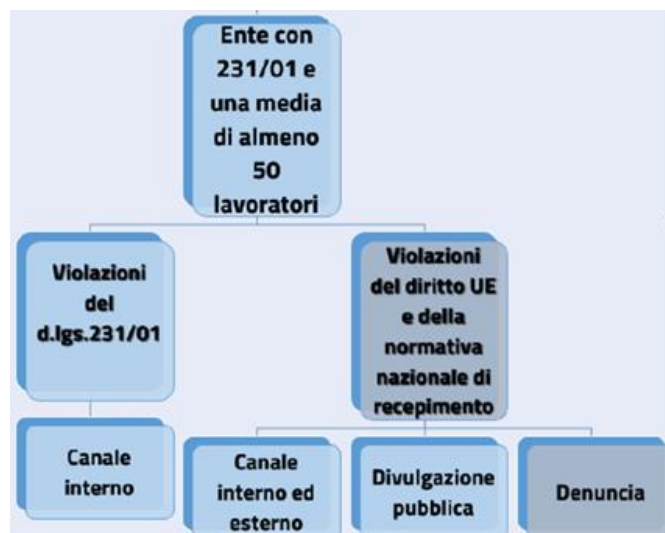 Ente con
231/01 e
una media
di almeno
50
lavoratori
Violazioni
del
d.lgs.231/01
Violazioni
del diritto UE
e della
normativa
nazionale di
recepimento
Canale
interno
Canale
interno ed
esterno
Divulgazione
pubblica
Denuncia